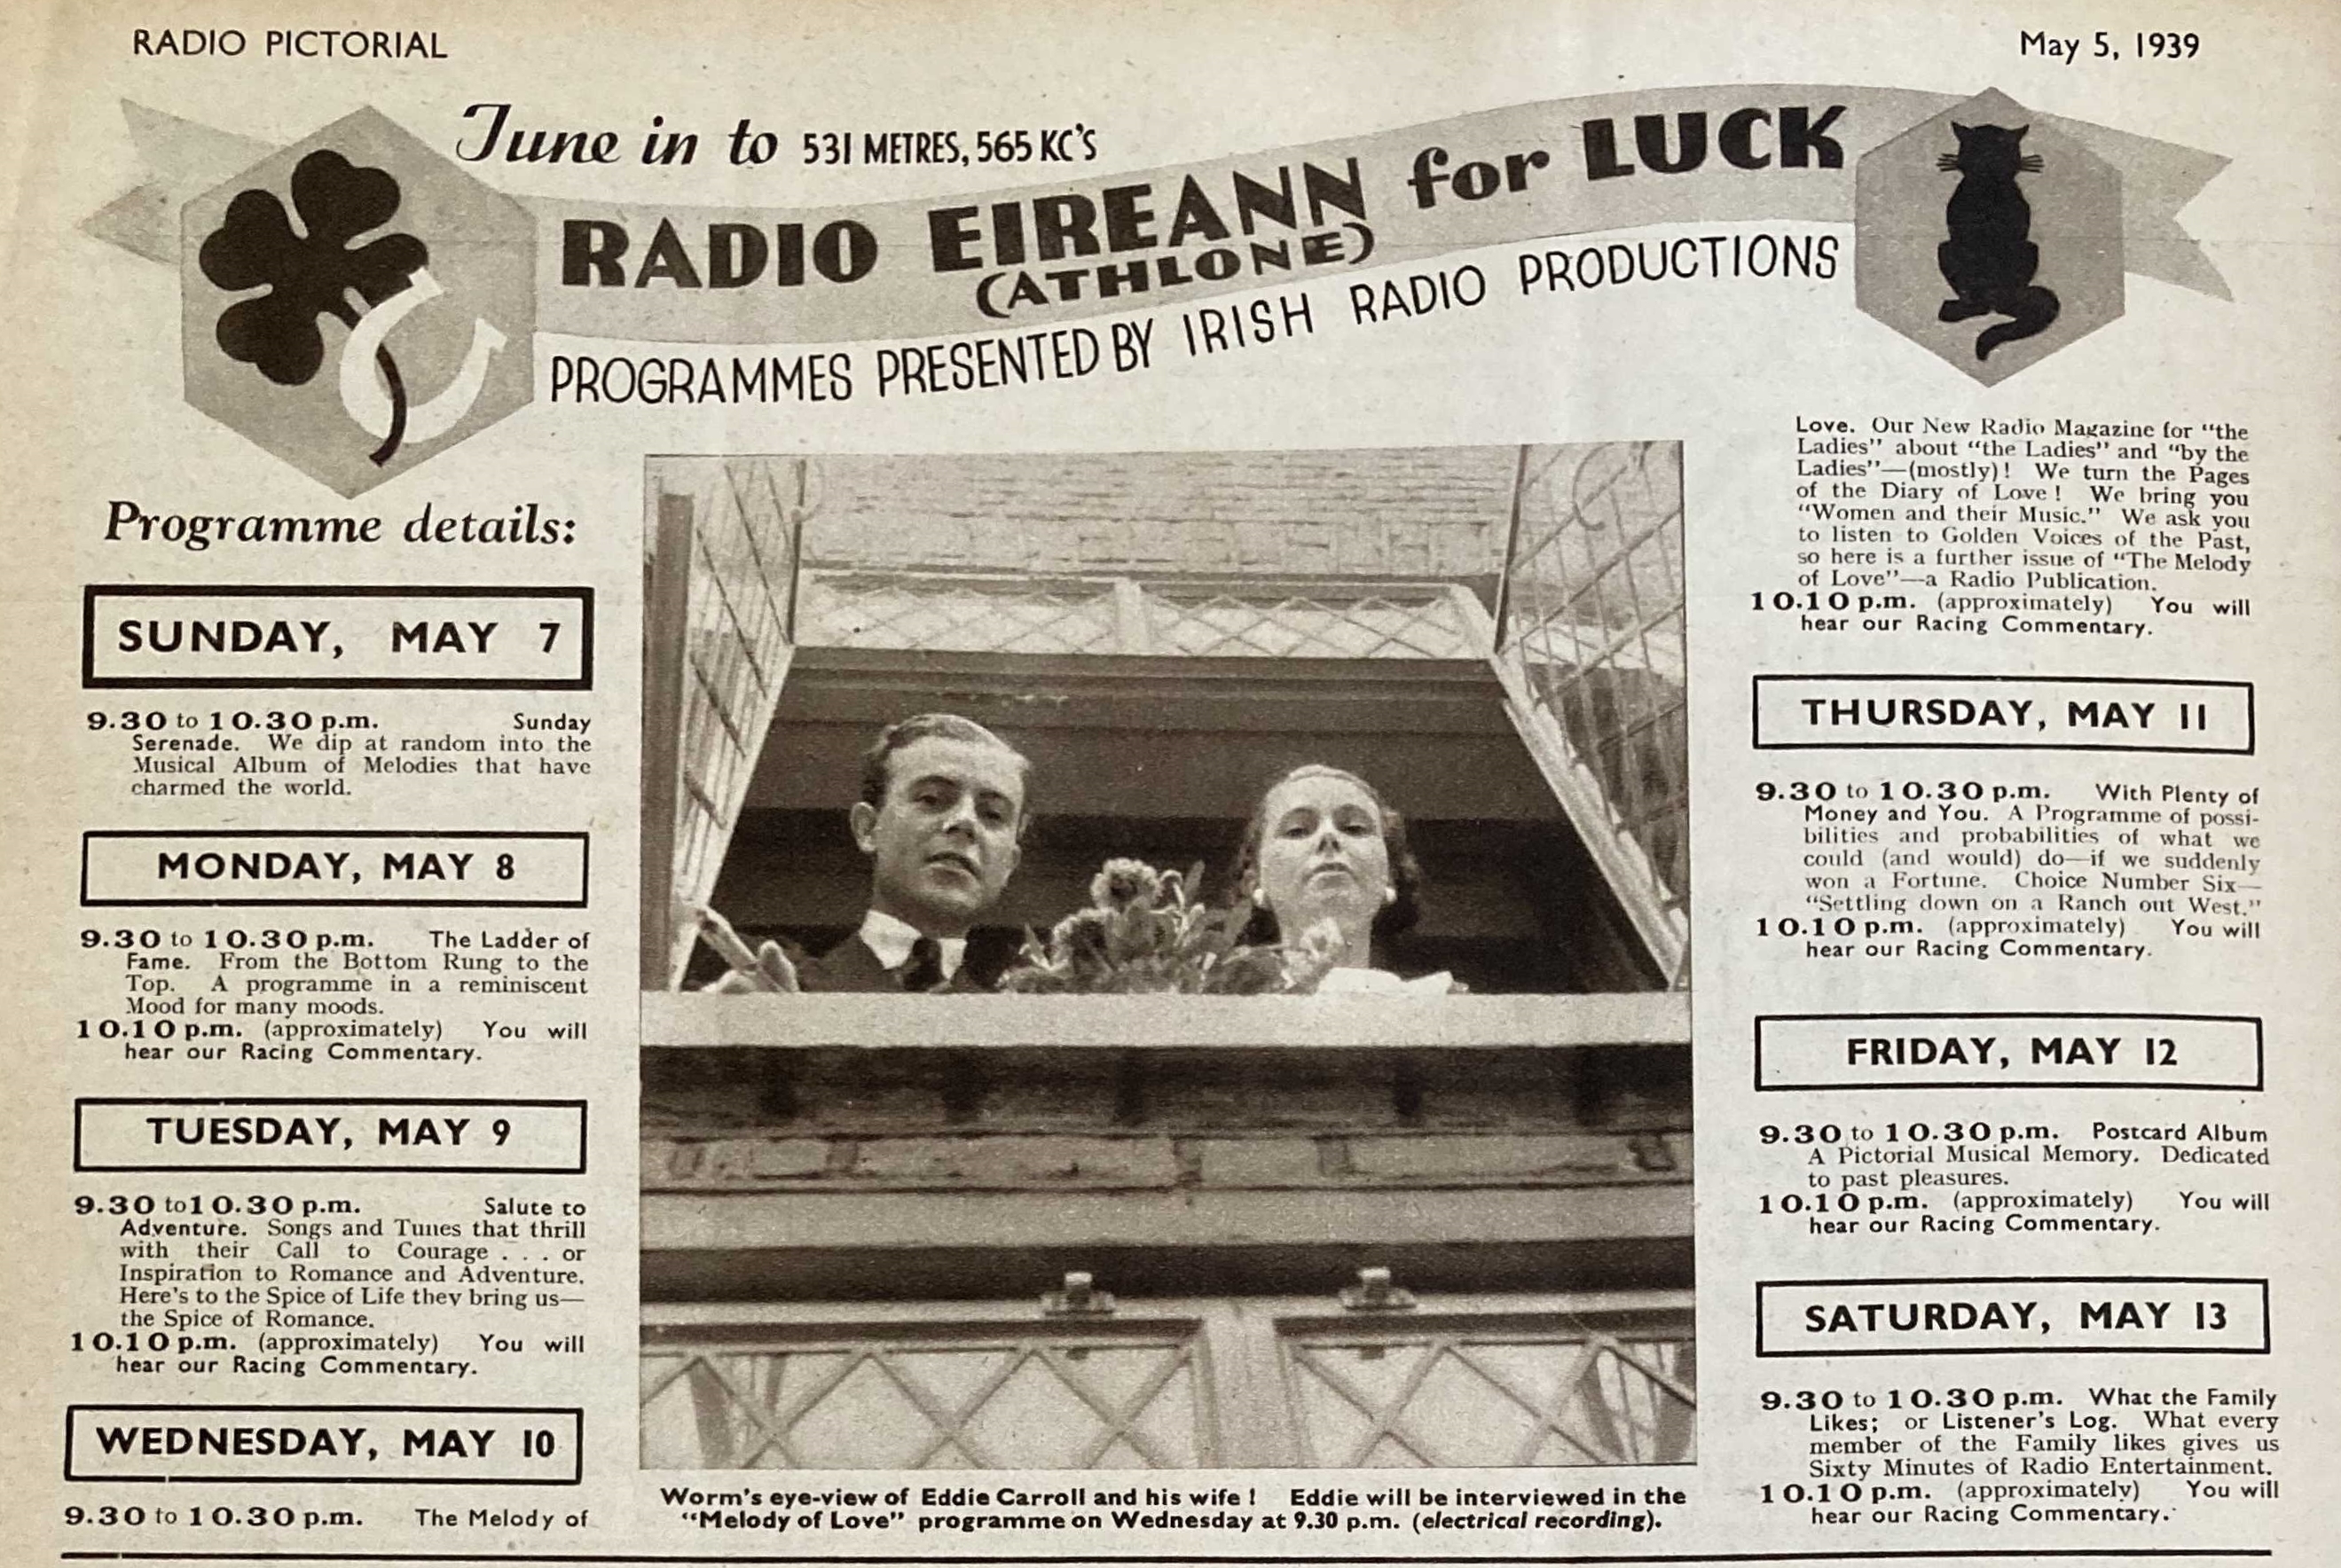 RADIO PICTORIAL
May 5, 1939
Tune in to 531 METRES, 565 KC'S
RADIO EIREANN for LUCK
(ATHLONE)
PROGRAMMES PRESENTED BY IRISH RADIO PRODUCTIONS
Programme details:
SUNDAY, MAY 7
9.30 to 10.30 p.m. Sunday
Serenade. We dip at random into the
Musical Album of Melodies that have
charmed the world.
MONDAY, MAY 8
9.30 to 10.30 p.m. The Ladder of
Fame. From the Bottom Rung to the
Top. A programme in a reminiscent
Mood for many moods.
10.10 p.m. (approximately) You will
hear our Racing Commentary.
TUESDAY, MAY 9
9.30 to 10.30 p.m. Salute to
Adventure. Songs and Tunes that thrill
with their Call to Courage . . . or
Inspiration to Romance and Adventure.
Here's to the Spice of Life they bring us—
the Spice of Romance.
10.10 p.m. (approximately) You will
hear our Racing Commentary.
WEDNESDAY, MAY 10
9.30 to 10.30 p.m. The Melody of
Worm's eye-view of Eddie Carroll and his wife ! Eddie will be interviewed in the
"Melody of Love" programme on Wednesday at 9.30 p.m. (electrical recording).
Love. Our New Radio Magazine for "the
Ladies" about "the Ladies" and "by the
Ladies"—(mostly) ! We turn the Pages
of the Diary of Love ! We bring you
"Women and their Music." We ask you
to listen to Golden Voices of the Past,
so here is a further issue of "The Melody
of Love"—a Radio Publication.
10.10 p.m. (approximately) You will
hear our Racing Commentary.
THURSDAY, MAY 11
9.30 to 10.30 p.m. With Plenty of
Money and You. A Programme of possi-
bilities and probabilities of what we
could (and would) do—if we suddenly
won a Fortune. Choice Number Six—
"Settling down on a Ranch out West."
10.10 p.m. (approximately) You will
hear our Racing Commentary.
FRIDAY, MAY 12
9.30 to 10.30 p.m. Postcard Album
A Pictorial Musical Memory. Dedicated
to past pleasures.
10.10 p.m. (approximately) You will
hear our Racing Commentary.
SATURDAY, MAY 13
9.30 to 10.30 p.m. What the Family
Likes; or Listener's Log. What every
member of the Family likes gives us
Sixty Minutes of Radio Entertainment.
10.10 p.m. (approximately) You will
hear our Racing Commentary.